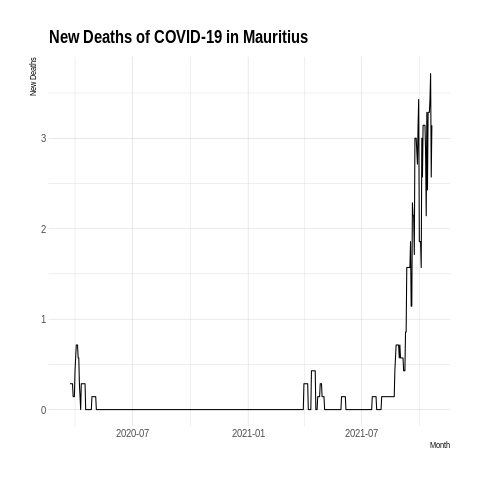 New Deaths of COVID-19 in Mauritius
New Deaths
3
2
1
0
2020-07
2021-01
2021-07
Month